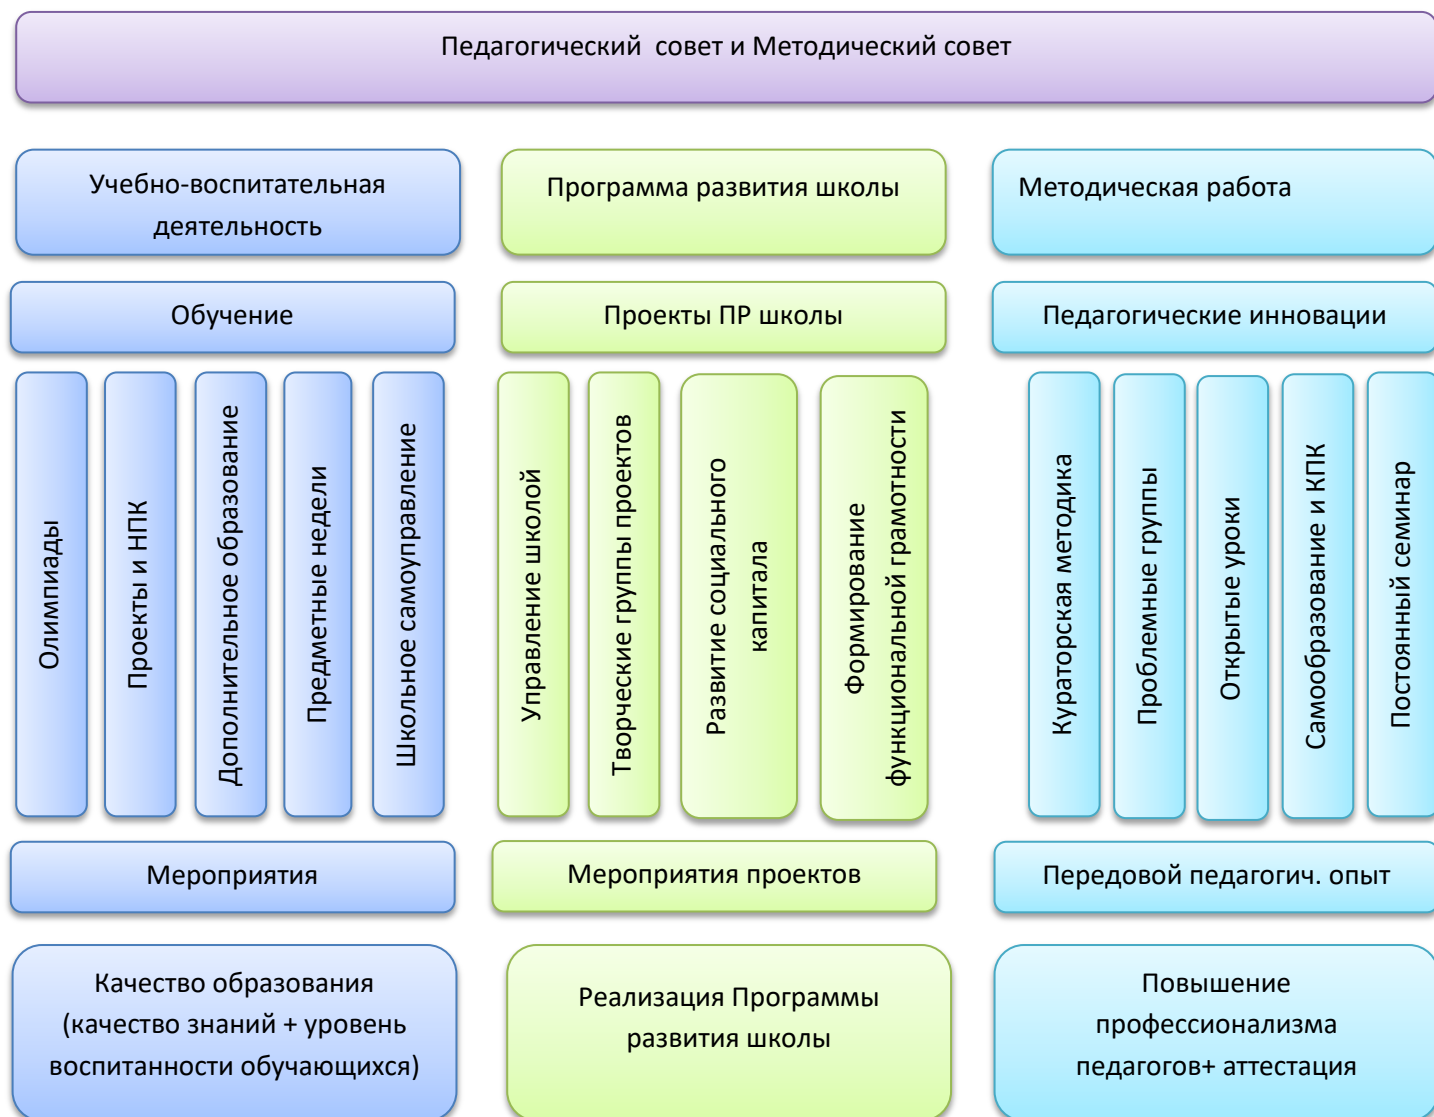 Педагогический совет и Методический совет
Учебно-воспитательная
деятельность
Программа развития школы
Методическая работа
Обучение
Проекты ПР школы
Педагогические инновации
Олимпиады
Проекты и НПК
Дополнительное образование
Предметные недели
Школьное самоуправление
Управление школой
Творческие группы проектов
Развитие социального
капитала
Формирование
функциональной грамотности
Кураторская методика
Проблемные группы
Открытые уроки
Самообразование и КПК
Постоянный семинар
Мероприятия
Мероприятия проектов
Передовой педагогич. опыт
Качество образования
(качество знаний + уровень
воспитанности обучающихся)
Реализация Программы
развития школы
Повышение
профессионализма
педагогов+ аттестация